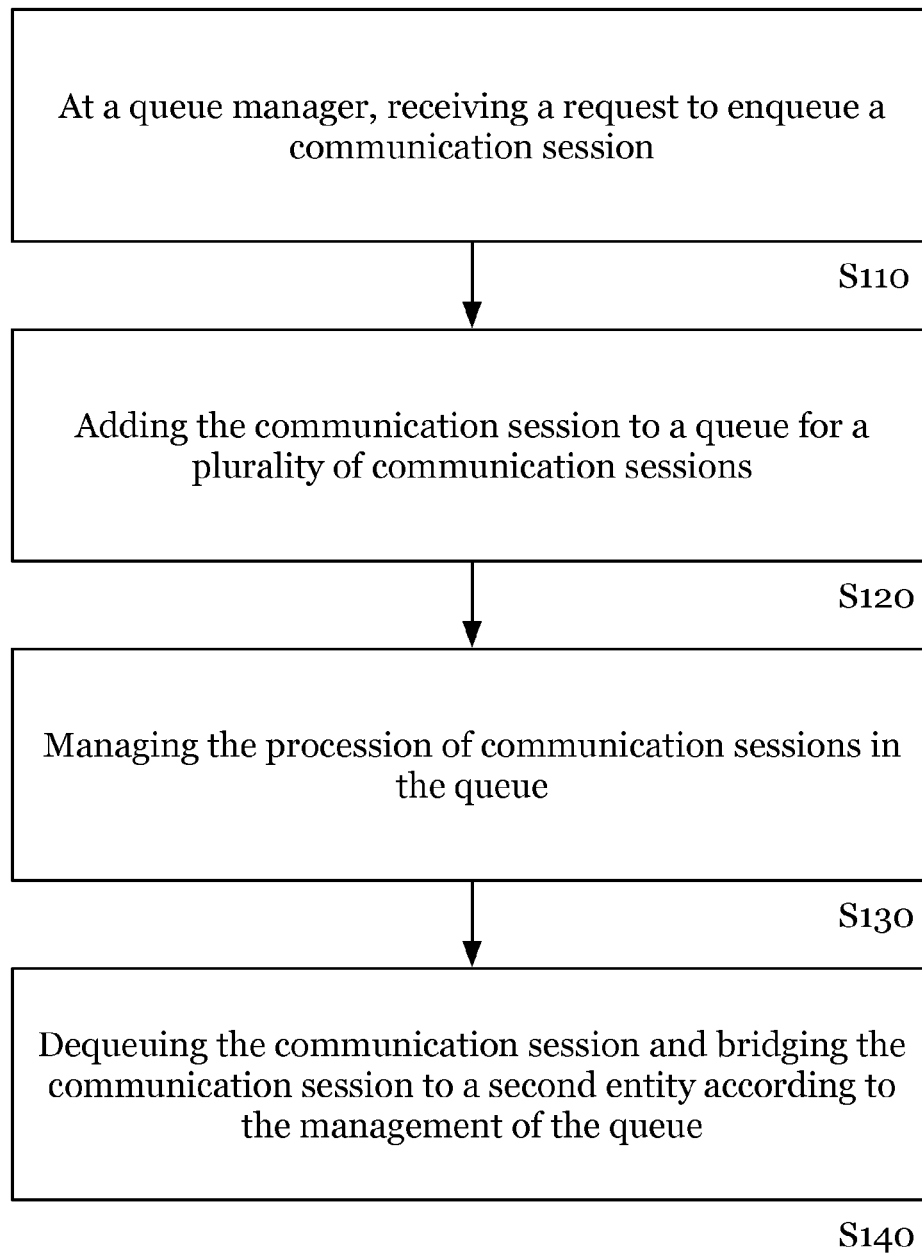 At a queue manager, receiving a request to enqueue a
communication session
S110
Adding the communication session to a queue for a
plurality of communication sessions
S120
Managing the procession of communication sessions in
the queue
S130
Dequeuing the communication session and bridging the
communication session to a second entity according to
the management of the queue
S140